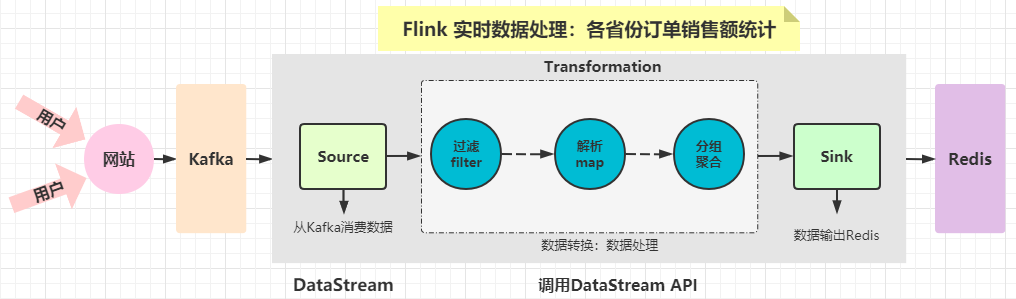 Flink 实时数据处理：各省份订单销售额统计
Transformation
用户
用户
网站
Kafka
Source
过滤
filter
解析
map
分组
聚合
Sink
Redis
从Kafka消费数据
数据转换：数据处理
数据输出Redis
DataStream
调用DataStream API